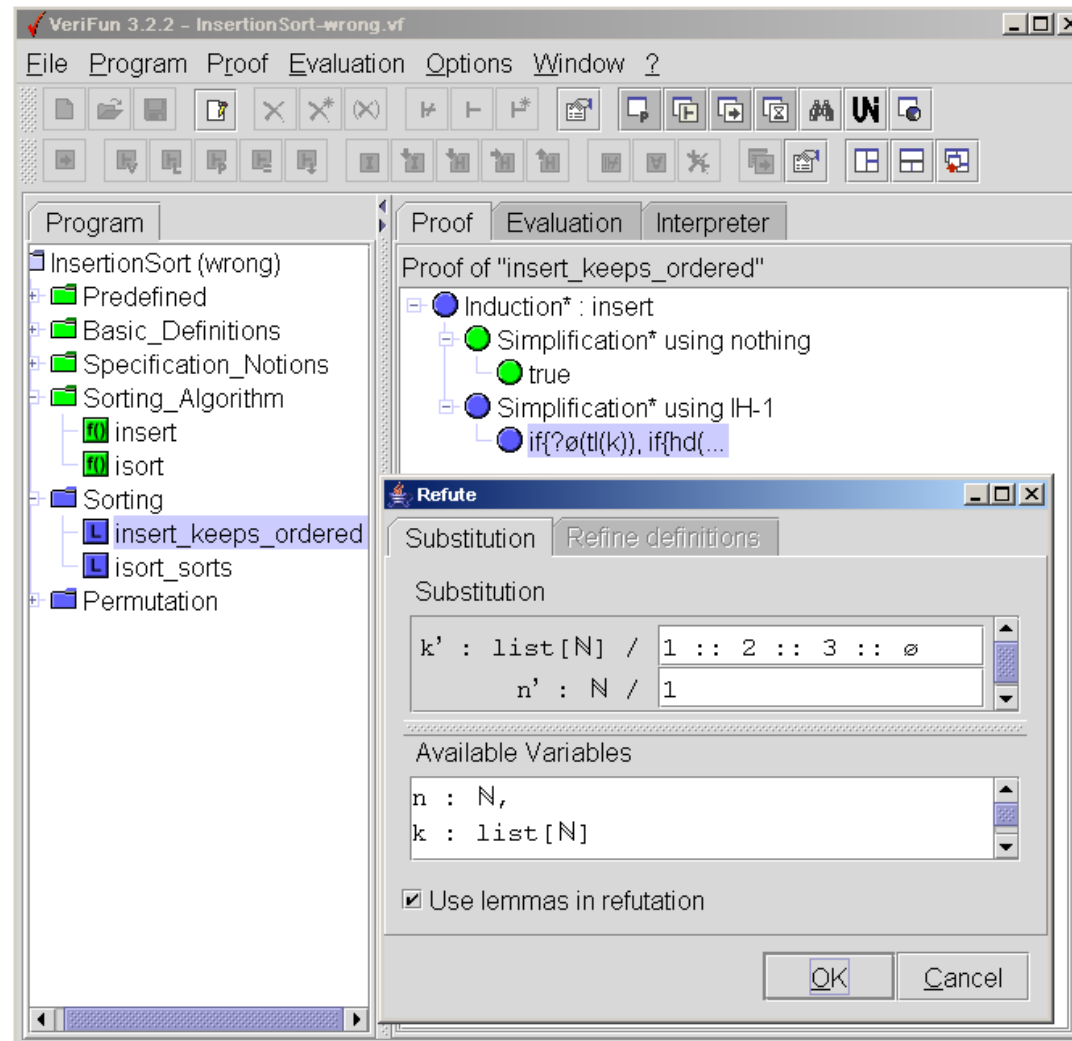 VeriFun 3.2.2 – InsertionSort-wrong.vf
File Program Proof Evaluation Options Window ?
Program
InsertionSort (wrong)
Predefined
Basic_Definitions
Specification_Notions
Sorting_Algorithm
f() insert
f() isort
Sorting
L insert_keeps_ordered
L isort_sorts
Permutation
Proof Evaluation Interpreter
Proof of "insert_keeps_ordered"
Induction* : insert
Simplification* using nothing
true
Simplification* using IH-1
if{?ø(tl(k)), if{hd(...
Refute
Substitution Refine definitions
Substitution
k' : list[ℕ] / 1 :: 2 :: 3 :: ø
n' : ℕ / 1
Available Variables
n : ℕ,
k : list[ℕ]
Use lemmas in refutation
OK Cancel